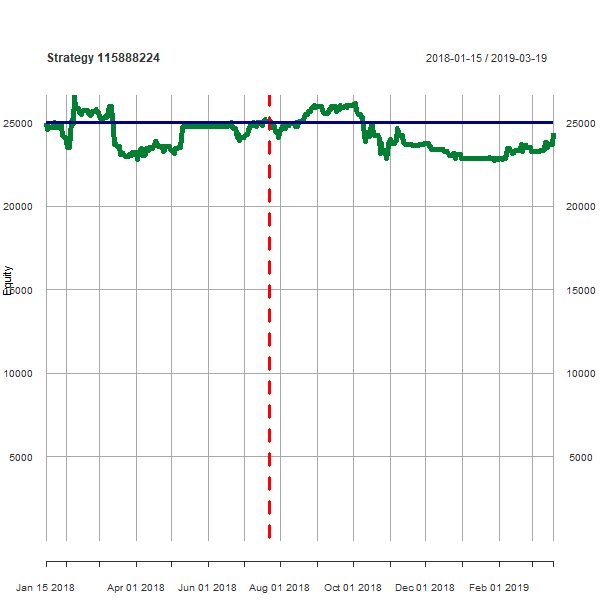 Strategy 115888224
2018-01-15 / 2019-03-19
25000
25000
20000
20000
Equity
15000
15000
10000
10000
5000
5000
Jan 15 2018
Apr 01 2018
Jun 01 2018
Aug 01 2018
Oct 01 2018
Dec 01 2018
Feb 01 2019